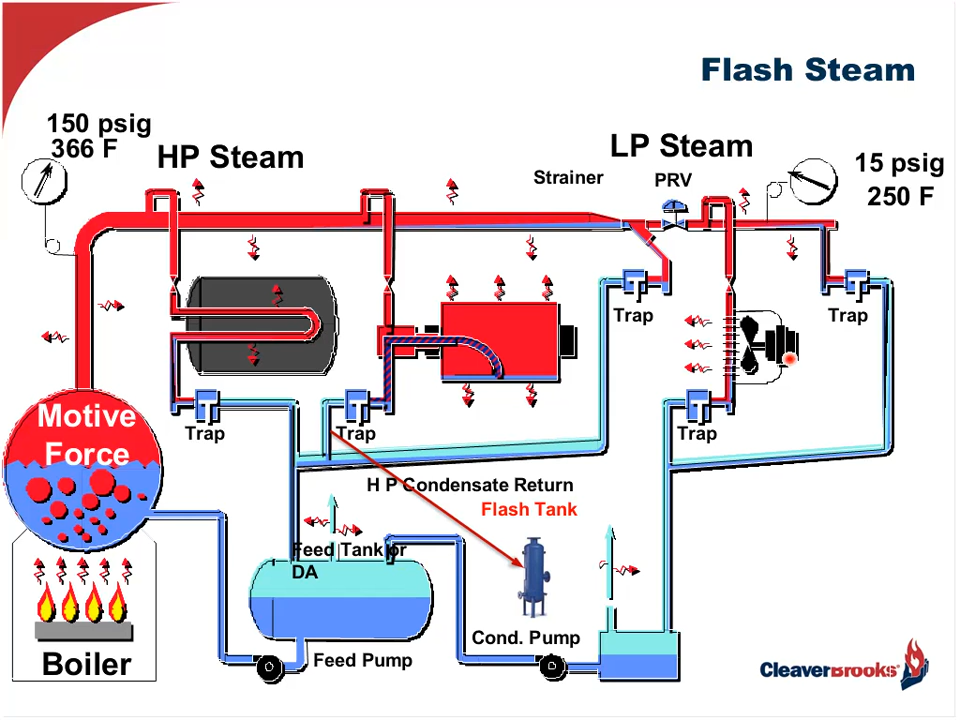 Flash Steam
150 psig
366 F
HP Steam
LP Steam
Strainer
PRV
15 psig
250 F
Trap
Trap
Motive
Force
Trap
Trap
Trap
H P Condensate Return
Flash Tank
Feed Tank or
DA
Cond. Pump
Feed Pump
Boiler
CleaverBrooks